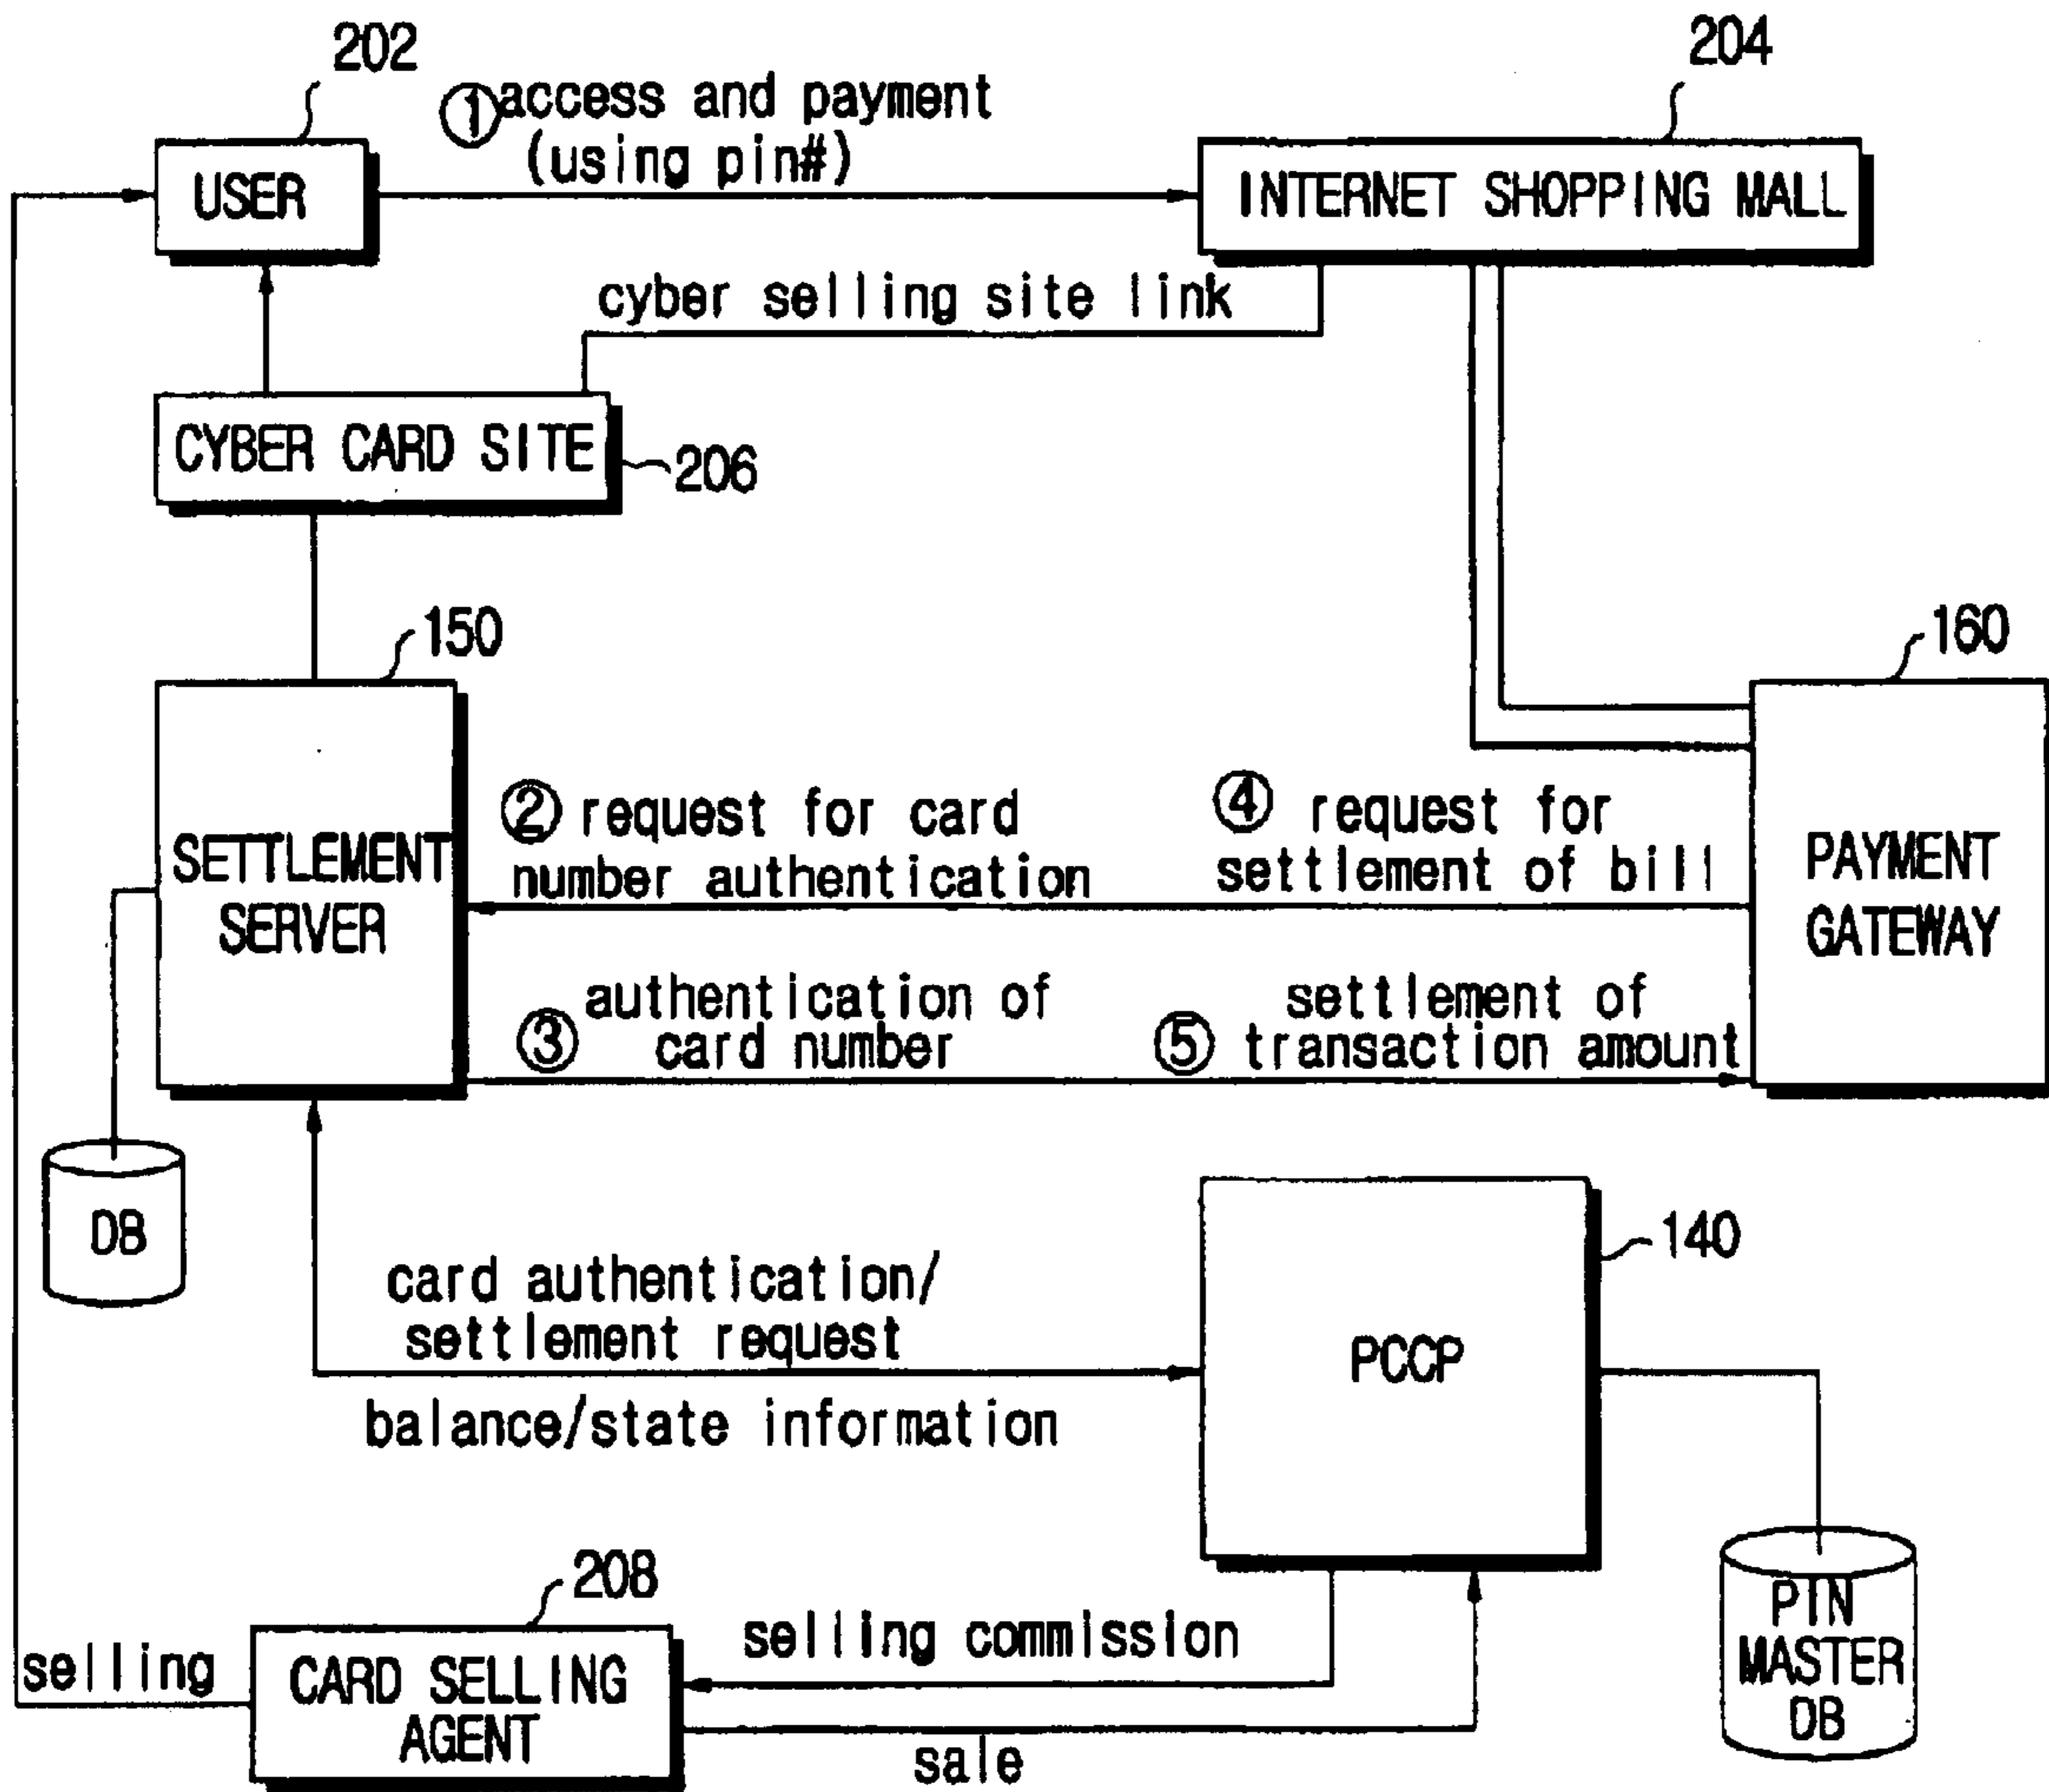 202
204
① access and payment
(using pin#)
USER
INTERNET SHOPPING MALL
cyber selling site link
CYBER CARD SITE
206
150
160
② request for card
number authentication
④ request for
settlement of bill
SETTLEMENT
SERVER
PAYMENT
GATEWAY
authentication of
③ card number
settlement of
⑤ transaction amount
DB
140
card authentication/
settlement request
PCCP
balance/state information
208
selling commission
selling
CARD SELLING
AGENT
sale
PIN
MASTER
DB